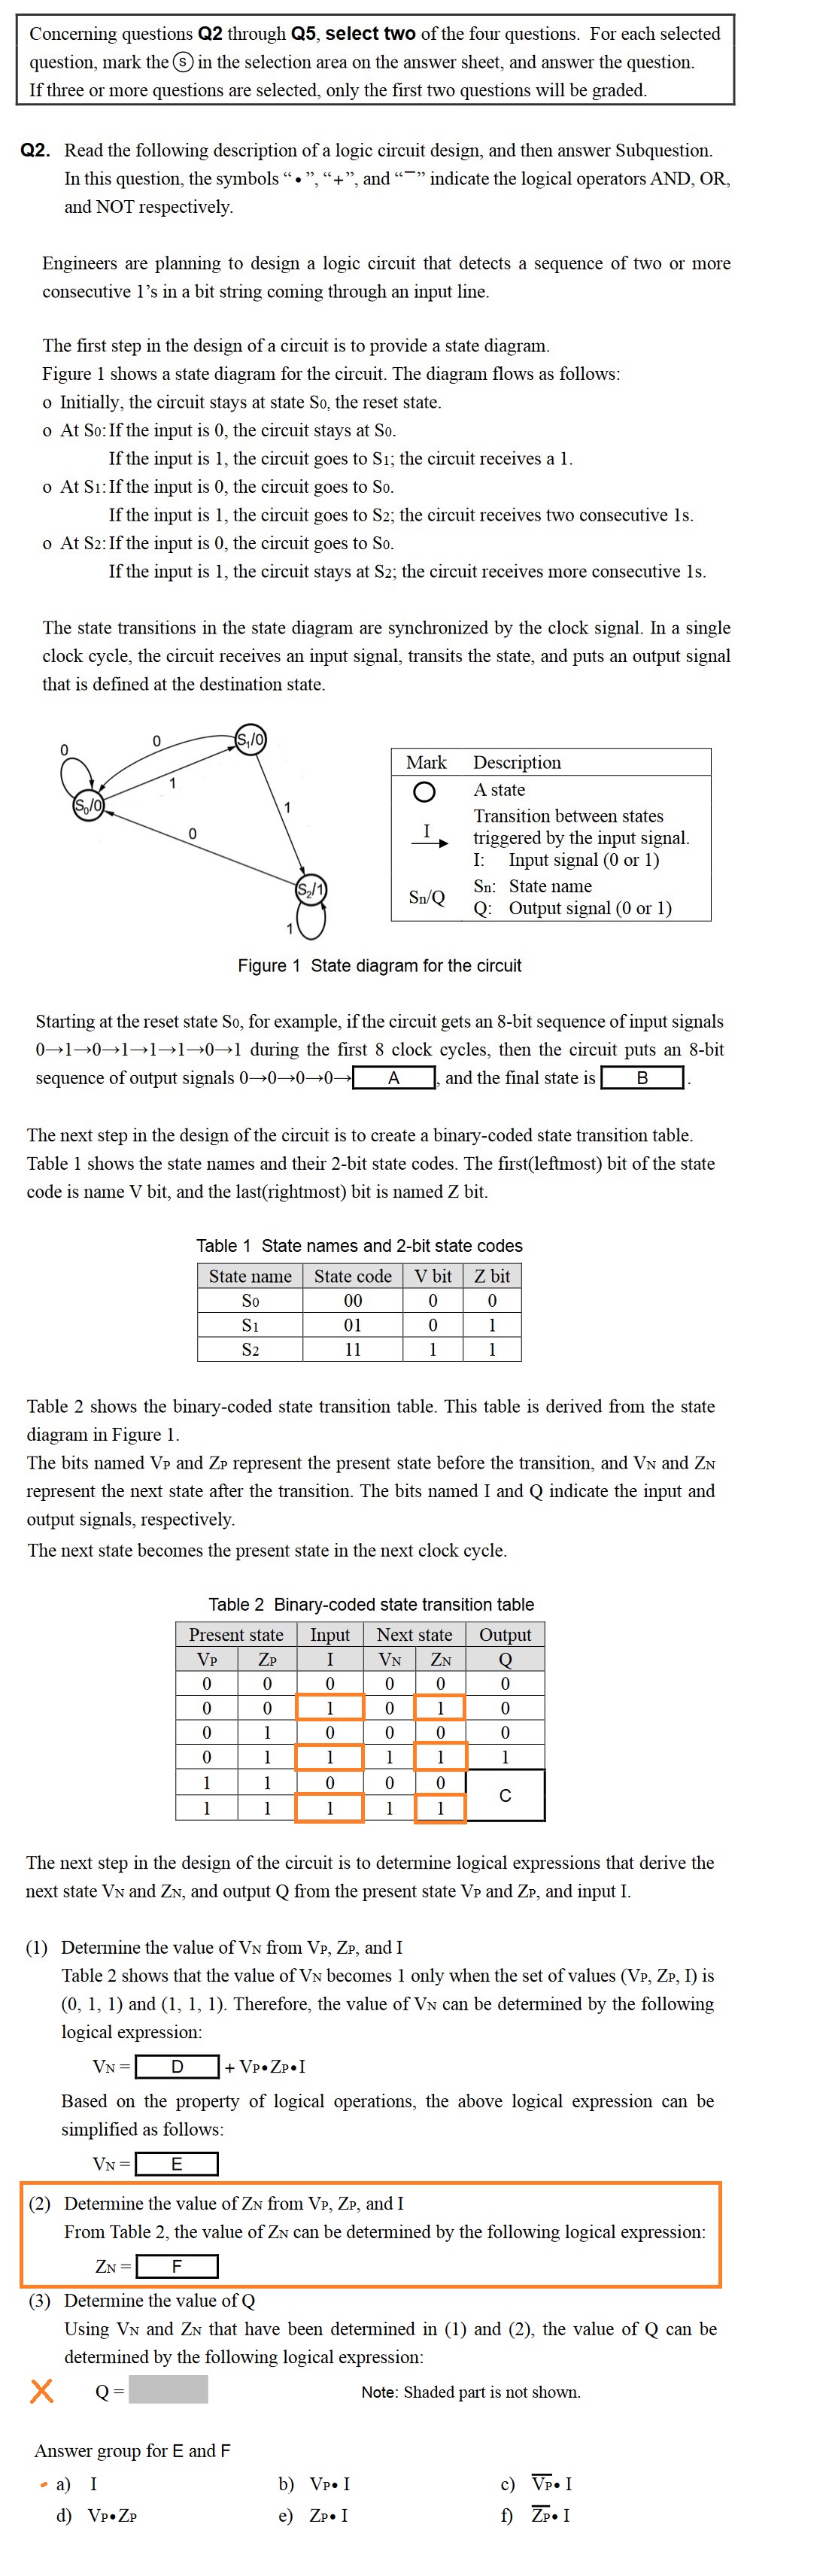 Concerning questions Q2 through Q5, select two of the four questions. For each selected
question, mark the Ⓢ in the selection area on the answer sheet, and answer the question.
If three or more questions are selected, only the first two questions will be graded.
Q2. Read the following description of a logic circuit design, and then answer Subquestion.
In this question, the symbols “ • ”, “+”, and “‾” indicate the logical operators AND, OR,
and NOT respectively.
Engineers are planning to design a logic circuit that detects a sequence of two or more
consecutive 1’s in a bit string coming through an input line.
The first step in the design of a circuit is to provide a state diagram.
Figure 1 shows a state diagram for the circuit. The diagram flows as follows:
o Initially, the circuit stays at state S0, the reset state.
o At S0: If the input is 0, the circuit stays at S0.
If the input is 1, the circuit goes to S1; the circuit receives a 1.
o At S1: If the input is 0, the circuit goes to S0.
If the input is 1, the circuit goes to S2; the circuit receives two consecutive 1s.
o At S2: If the input is 0, the circuit goes to S0.
If the input is 1, the circuit stays at S2; the circuit receives more consecutive 1s.
The state transitions in the state diagram are synchronized by the clock signal. In a single
clock cycle, the circuit receives an input signal, transits the state, and puts an output signal
that is defined at the destination state.
0
0
S1/0
1
S0/0
0
1
S2/1
1
Mark Description
A state
I Transition between states
triggered by the input signal.
I: Input signal (0 or 1)
Sn/Q Sn: State name
Q: Output signal (0 or 1)
Figure 1 State diagram for the circuit
Starting at the reset state S0, for example, if the circuit gets an 8-bit sequence of input signals
0→1→0→1→1→1→0→1 during the first 8 clock cycles, then the circuit puts an 8-bit
sequence of output signals 0→0→0→0→ A , and the final state is B .
The next step in the design of the circuit is to create a binary-coded state transition table.
Table 1 shows the state names and their 2-bit state codes. The first(leftmost) bit of the state
code is name V bit, and the last(rightmost) bit is named Z bit.
Table 1 State names and 2-bit state codes
State name State code V bit Z bit
S0 00 0 0
S1 01 0 1
S2 11 1 1
Table 2 shows the binary-coded state transition table. This table is derived from the state
diagram in Figure 1.
The bits named VP and ZP represent the present state before the transition, and VN and ZN
represent the next state after the transition. The bits named I and Q indicate the input and
output signals, respectively.
The next state becomes the present state in the next clock cycle.
Table 2 Binary-coded state transition table
Present state Input Next state Output
VP ZP I VN ZN Q
0 0 0 0 0 0
0 0 1 0 1 0
0 1 0 0 0 0
0 1 1 1 1 1
1 1 0 0 0 C
1 1 1 1 1
The next step in the design of the circuit is to determine logical expressions that derive the
next state VN and ZN, and output Q from the present state VP and ZP, and input I.
(1) Determine the value of VN from VP, ZP, and I
Table 2 shows that the value of VN becomes 1 only when the set of values (VP, ZP, I) is
(0, 1, 1) and (1, 1, 1). Therefore, the value of VN can be determined by the following
logical expression:
VN = D + VP•ZP•I
Based on the property of logical operations, the above logical expression can be
simplified as follows:
VN = E
(2) Determine the value of ZN from VP, ZP, and I
From Table 2, the value of ZN can be determined by the following logical expression:
ZN = F
(3) Determine the value of Q
Using VN and ZN that have been determined in (1) and (2), the value of Q can be
determined by the following logical expression:
Q = Note: Shaded part is not shown.
Answer group for E and F
a) I b) VP• I c) V̅P̅• I
d) VP•ZP e) ZP• I f) Z̅P̅• I